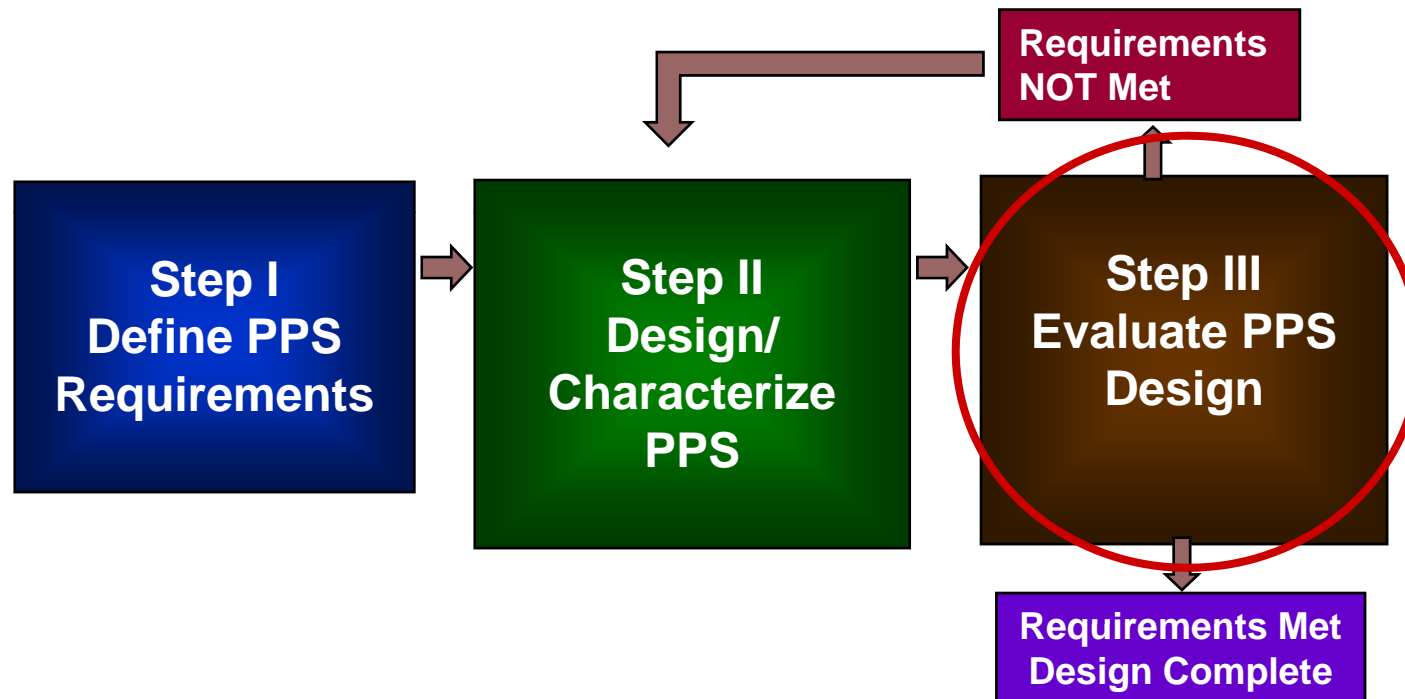 Requirements
NOT Met
Step I
Define PPS
Requirements
Step II
Design/
Characterize
PPS
Step III
Evaluate PPS
Design
Requirements Met
Design Complete